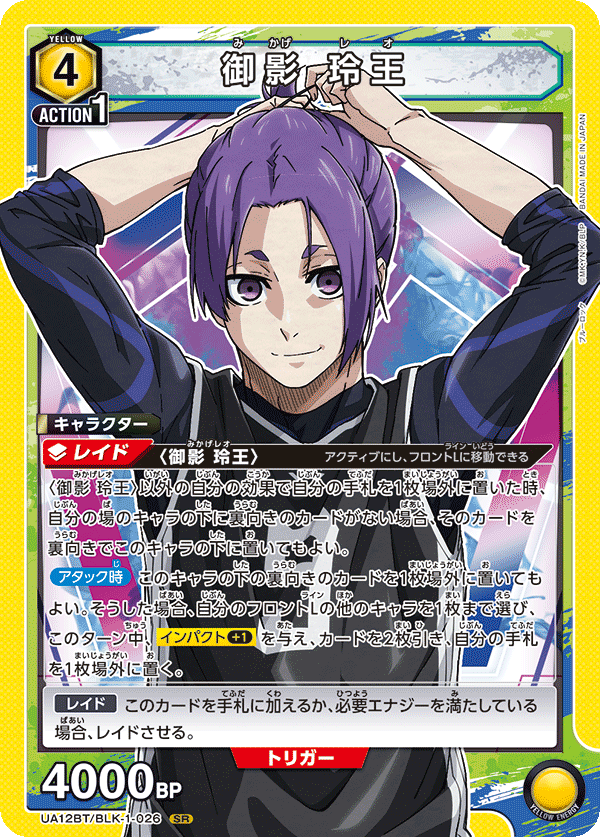 YELLOW
4
ACTION 1
みかげ レオ
御影 玲王
©MK,YN,K/BLP BANDAI MADE IN JAPAN
ブルーロック
キャラクター
レイド 〈御影 玲王〉 アクティブにし、フロントLに移動できる
〈御影 玲王〉以外の自分の効果で自分の手札を1枚場外に置いた時、
自分の場のキャラの下に裏向きのカードがない場合、そのカードを
裏向きでこのキャラの下に置いてもよい。
アタック時 このキャラの下の裏向きのカードを1枚場外に置いても
よい。そうした場合、自分のフロントLの他のキャラを1枚まで選び、
このターン中、インパクト+1を与え、カードを2枚引き、自分の手札
を1枚場外に置く。
レイド このカードを手札に加えるか、必要エナジーを満たしている
場合、レイドさせる。
トリガー
4000BP
UA12BT/BLK-1-026 SR
YELLOW ENERGY